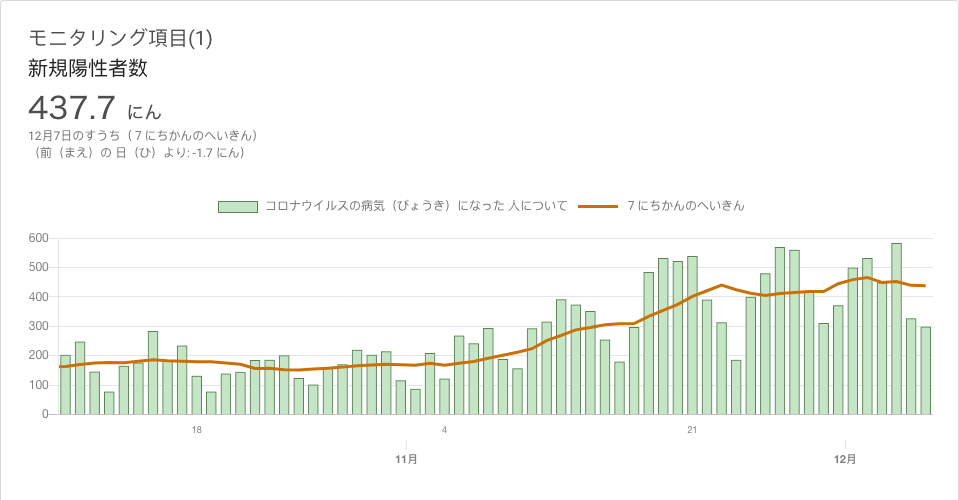 モニタリング項目(1)
新規陽性者数
437.7 にん
12月7日のすうち（７にちかんのへいきん）
（前（まえ）の 日（ひ）より: -1.7 にん）
コロナウイルスの病気（びょうき）になった 人について ７にちかんのへいきん
600
500
400
300
200
100
0
18 4 21
11月 12月